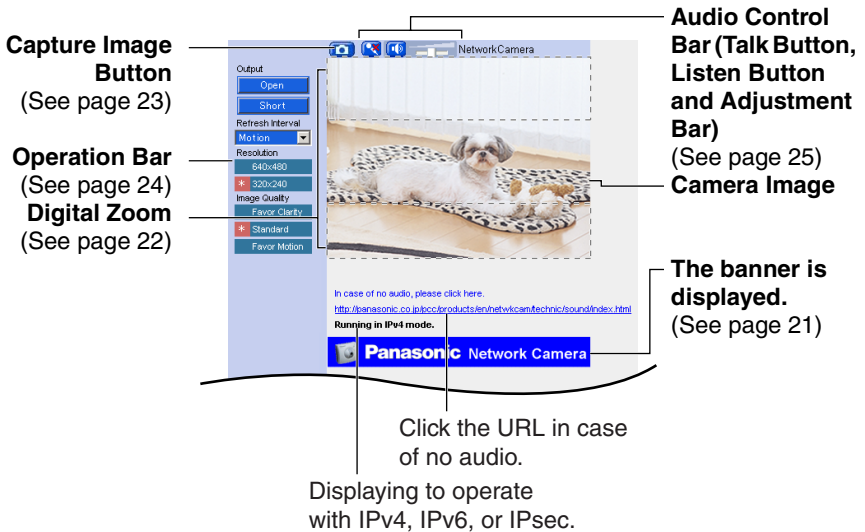 Capture Image
Button
(See page 23)
Operation Bar
(See page 24)
Digital Zoom
(See page 22)
NetworkCamera
Output
Open
Short
Refresh Interval
Motion
Resolution
640x480
* 320x240
Image Quality
Favor Clarity
* Standard
Favor Motion
In case of no audio, please click here.
http://panasonic.co.jp/pcc/products/en/netwkcam/technic/sound/index.html
Running in IPv4 mode.
Panasonic Network Camera
Audio Control
Bar (Talk Button,
Listen Button
and Adjustment
Bar)
(See page 25)
Camera Image
The banner is
displayed.
(See page 21)
Click the URL in case
of no audio.
Displaying to operate
with IPv4, IPv6, or IPsec.